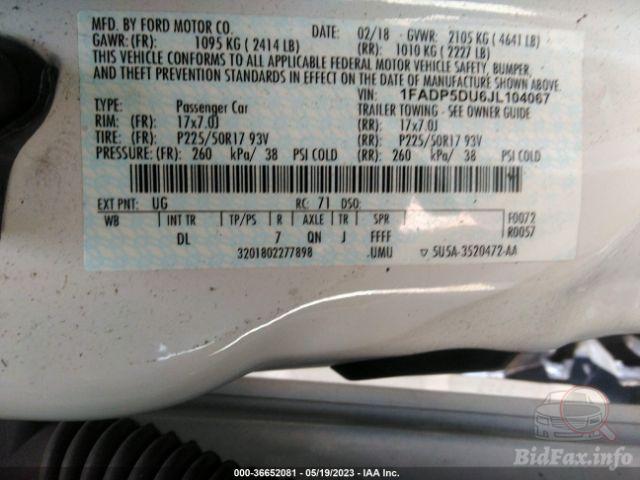 MFD. BY FORD MOTOR CO. 02/18 GVWR: 2105 KG ( 4641 LB)
GAWR: (FR): 1095 KG ( 2414 LB) (RR): 1010 KG ( 2227 LB)
THIS VEHICLE CONFORMS TO ALL APPLICABLE FEDERAL MOTOR VEHICLE SAFETY, BUMPER,
AND THEFT PREVENTION STANDARDS IN EFFECT ON THE DATE OF MANUFACTURE SHOWN ABOVE.
VIN: 1FADP5DU6JL104067
TYPE: Passenger Car TRAILER TOWING - SEE OWNER GUIDE
RIM: (FR): 17x7.0J (RR): 17x7.0J
TIRE: (FR): P225/50R17 93V (RR): P225/50R17 93V
PRESSURE: (FR): 260 kPa/ 38 PSI COLD (RR): 260 kPa/ 38 PSI COLD
EXT PNT: UG RC: 71 DSO:
WB INT TR TP/PS R AXLE TR SPR F0072
DL 7 QN J FFFF R0057
3201802277898 .UMU ▽ 5U5A-3520472-AA
BidFax.info
000-36652081 - 05/19/2023 - IAA Inc.